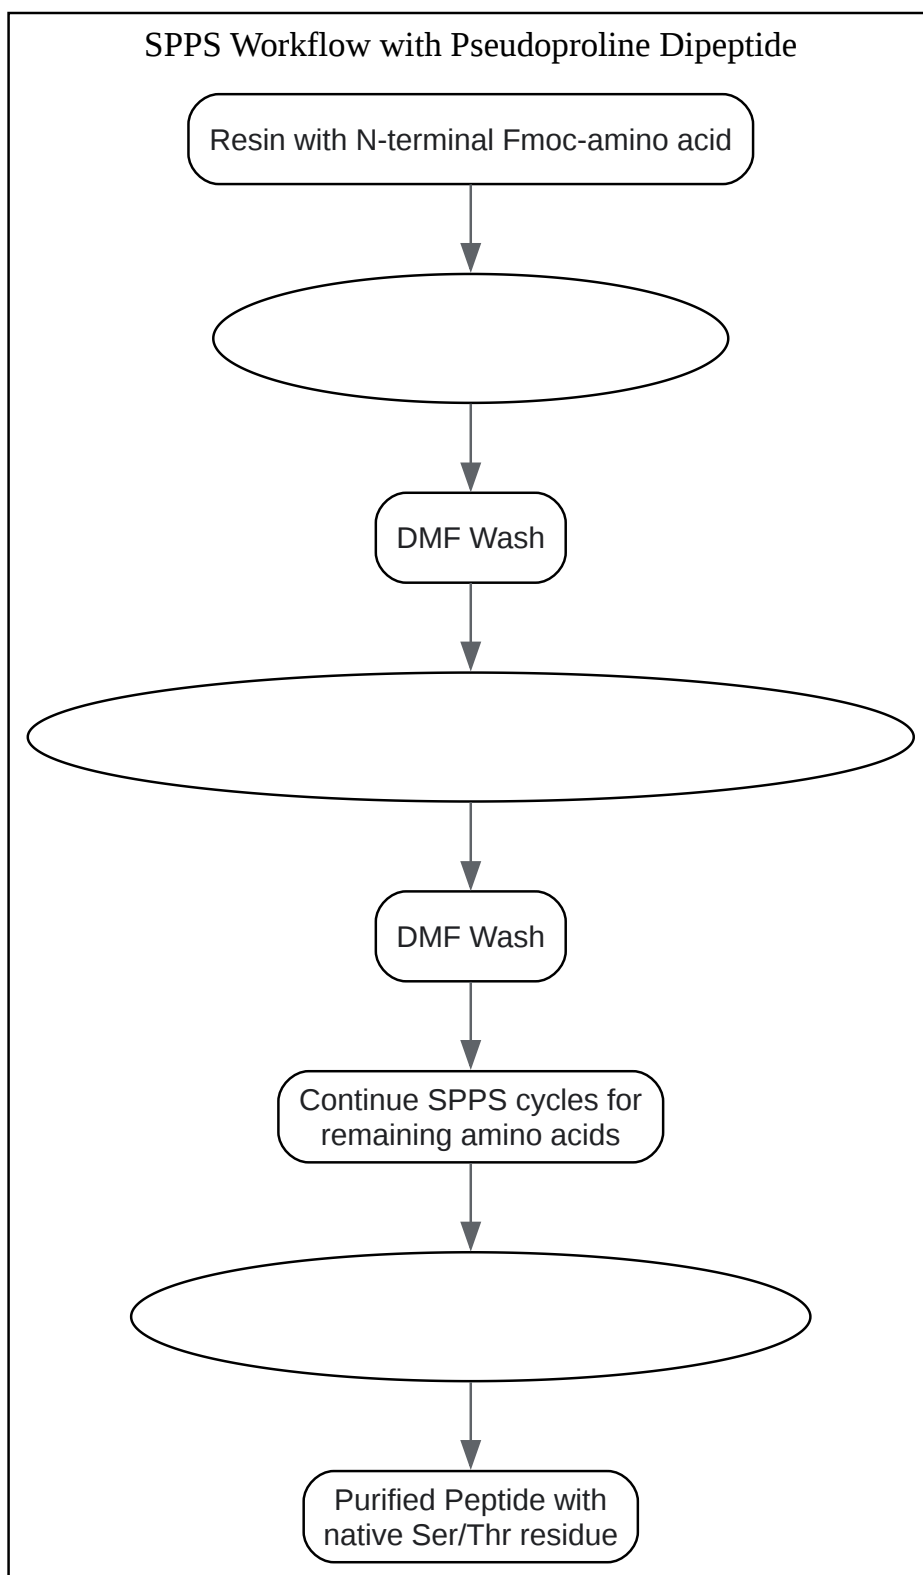 SPPS Workflow with Pseudoproline Dipeptide
Resin with N-terminal Fmoc-amino acid
DMF Wash
DMF Wash
Continue SPPS cycles for
remaining amino acids
Purified Peptide with
native Ser/Thr residue